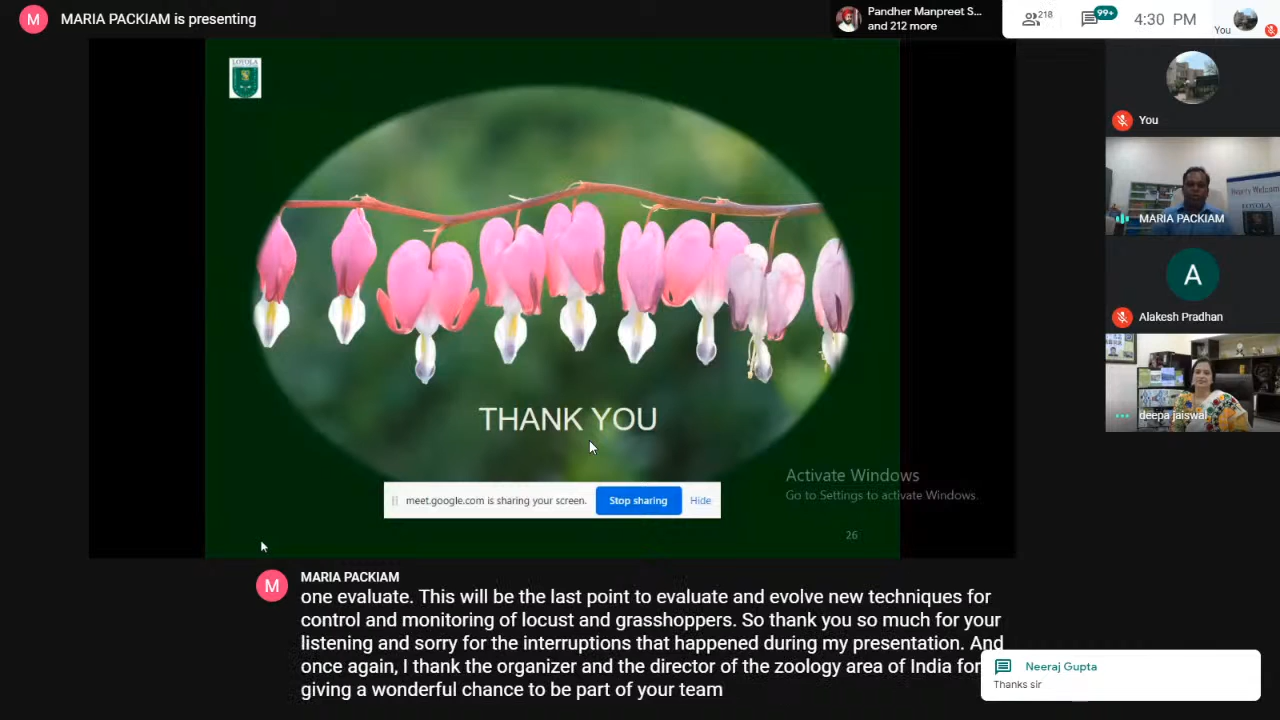 M MARIA PACKIAM is presenting
Pandher Manpreet S...
and 212 more
218
99+
4:30 PM
You
LOYOLA
You
Warmly Welcom
LOYOLA
MARIA PACKIAM
A
Alakesh Pradhan
deepa jaiswal
THANK YOU
Activate Windows
Go to Settings to activate Windows.
meet.google.com is sharing your screen. Stop sharing Hide
26
M MARIA PACKIAM
one evaluate. This will be the last point to evaluate and evolve new techniques for
control and monitoring of locust and grasshoppers. So thank you so much for your
listening and sorry for the interruptions that happened during my presentation. And
once again, I thank the organizer and the director of the zoology area of India for
giving a wonderful chance to be part of your team
Neeraj Gupta
Thanks sir